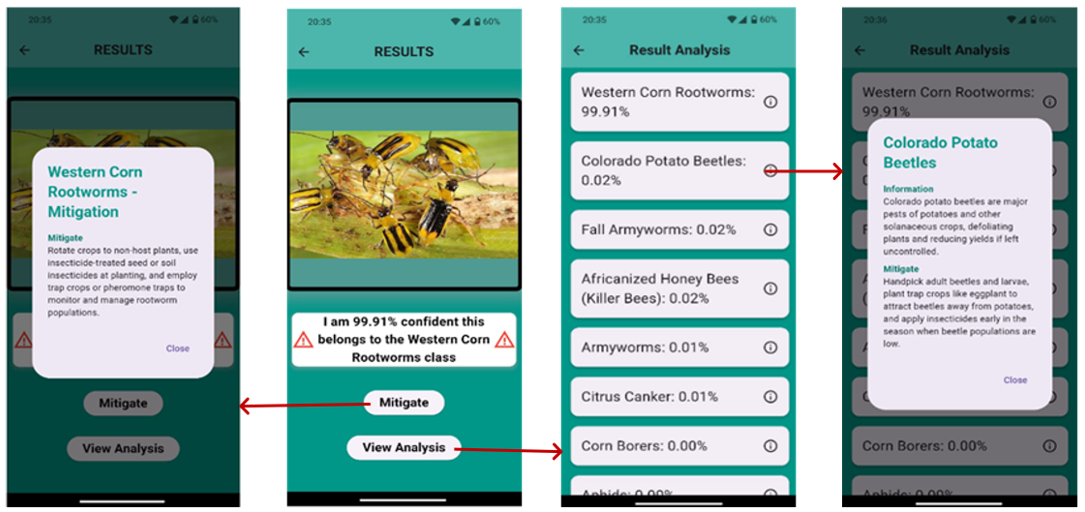 20:35
60%
RESULTS
Western Corn
Rootworms -
Mitigation
Mitigate
Rotate crops to non-host plants, use
insecticide-treated seed or soil
insecticides at planting, and employ
trap crops or pheromone traps to
monitor and manage rootworm
populations.
Close
Mitigate
View Analysis
20:35
60%
RESULTS
I am 99.91% confident this
belongs to the Western Corn
Rootworms class
Mitigate
View Analysis
20:35
60%
Result Analysis
Western Corn Rootworms:
99.91%
Colorado Potato Beetles:
0.02%
Fall Armyworms: 0.02%
Africanized Honey Bees
(Killer Bees): 0.02%
Armyworms: 0.01%
Citrus Canker: 0.01%
Corn Borers: 0.00%
Aphids: 0.00%
20:36
60%
Result Analysis
Western Corn Rootworms:
99.91%
Colorado Potato
Beetles
Information
Colorado potato beetles are major
pests of potatoes and other
solanaceous crops, defoliating
plants and reducing yields if left
uncontrolled.
Mitigate
Handpick adult beetles and larvae,
plant trap crops like eggplant to
attract beetles away from potatoes,
and apply insecticides early in the
season when beetle populations are
low.
Close
Corn Borers: 0.00%
Aphids: 0.00%